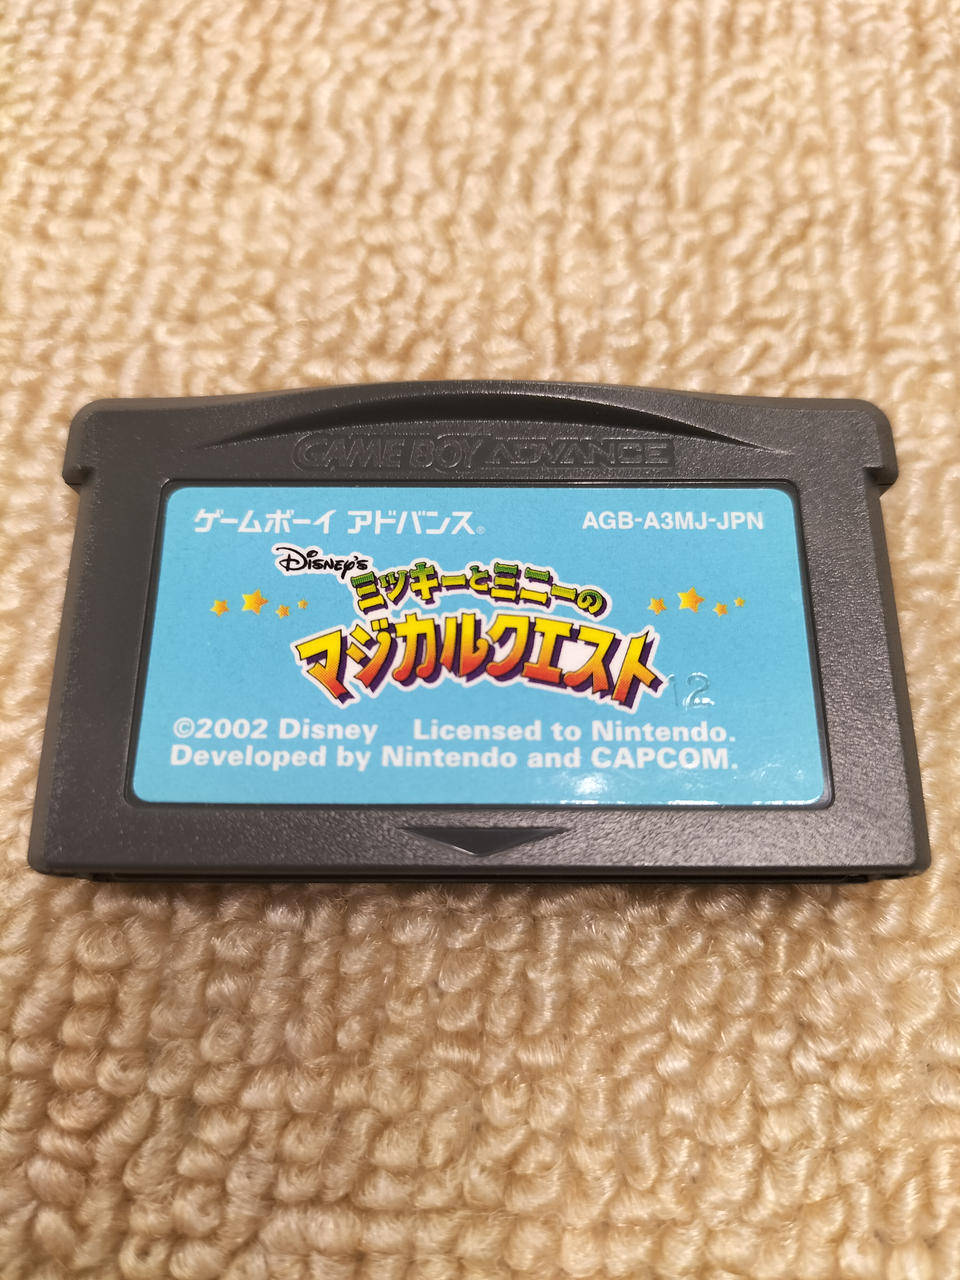 GAME BOY ADVANCE
ゲームボーイ アドバンス® AGB-A3MJ-JPN
Disney's
ミッキーとミニーの
マジカルクエスト
12
©2002 Disney Licensed to Nintendo.
Developed by Nintendo and CAPCOM.